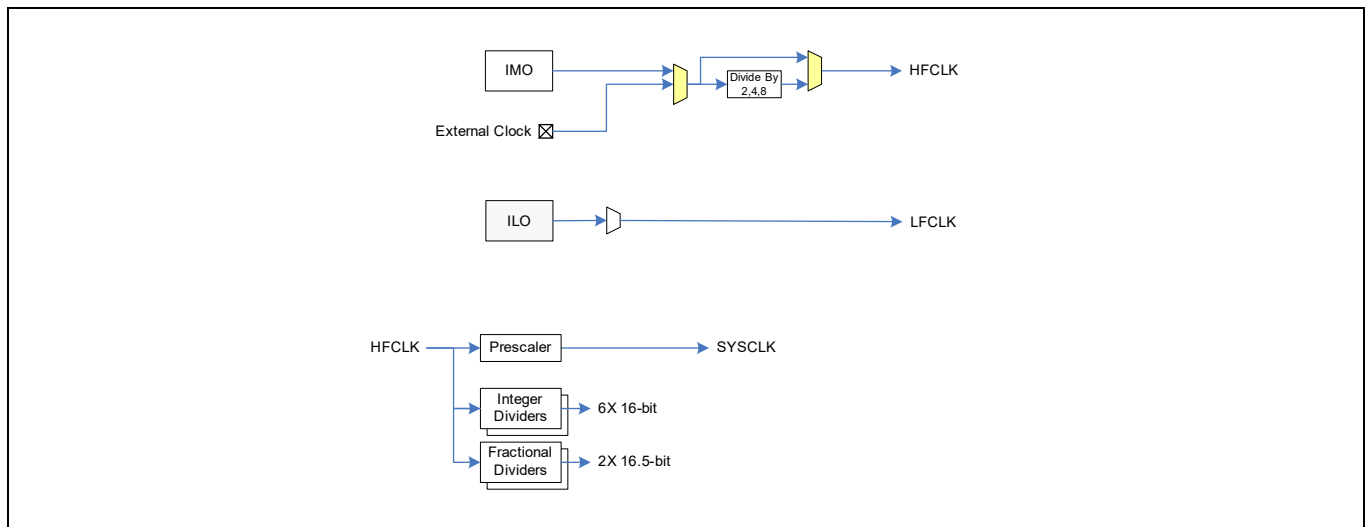 IMO
Divide By
2,4,8
HFCLK
External Clock
ILO
LFCLK
HFCLK
Prescaler
SYSCLK
Integer
Dividers
6X 16-bit
Fractional
Dividers
2X 16.5-bit